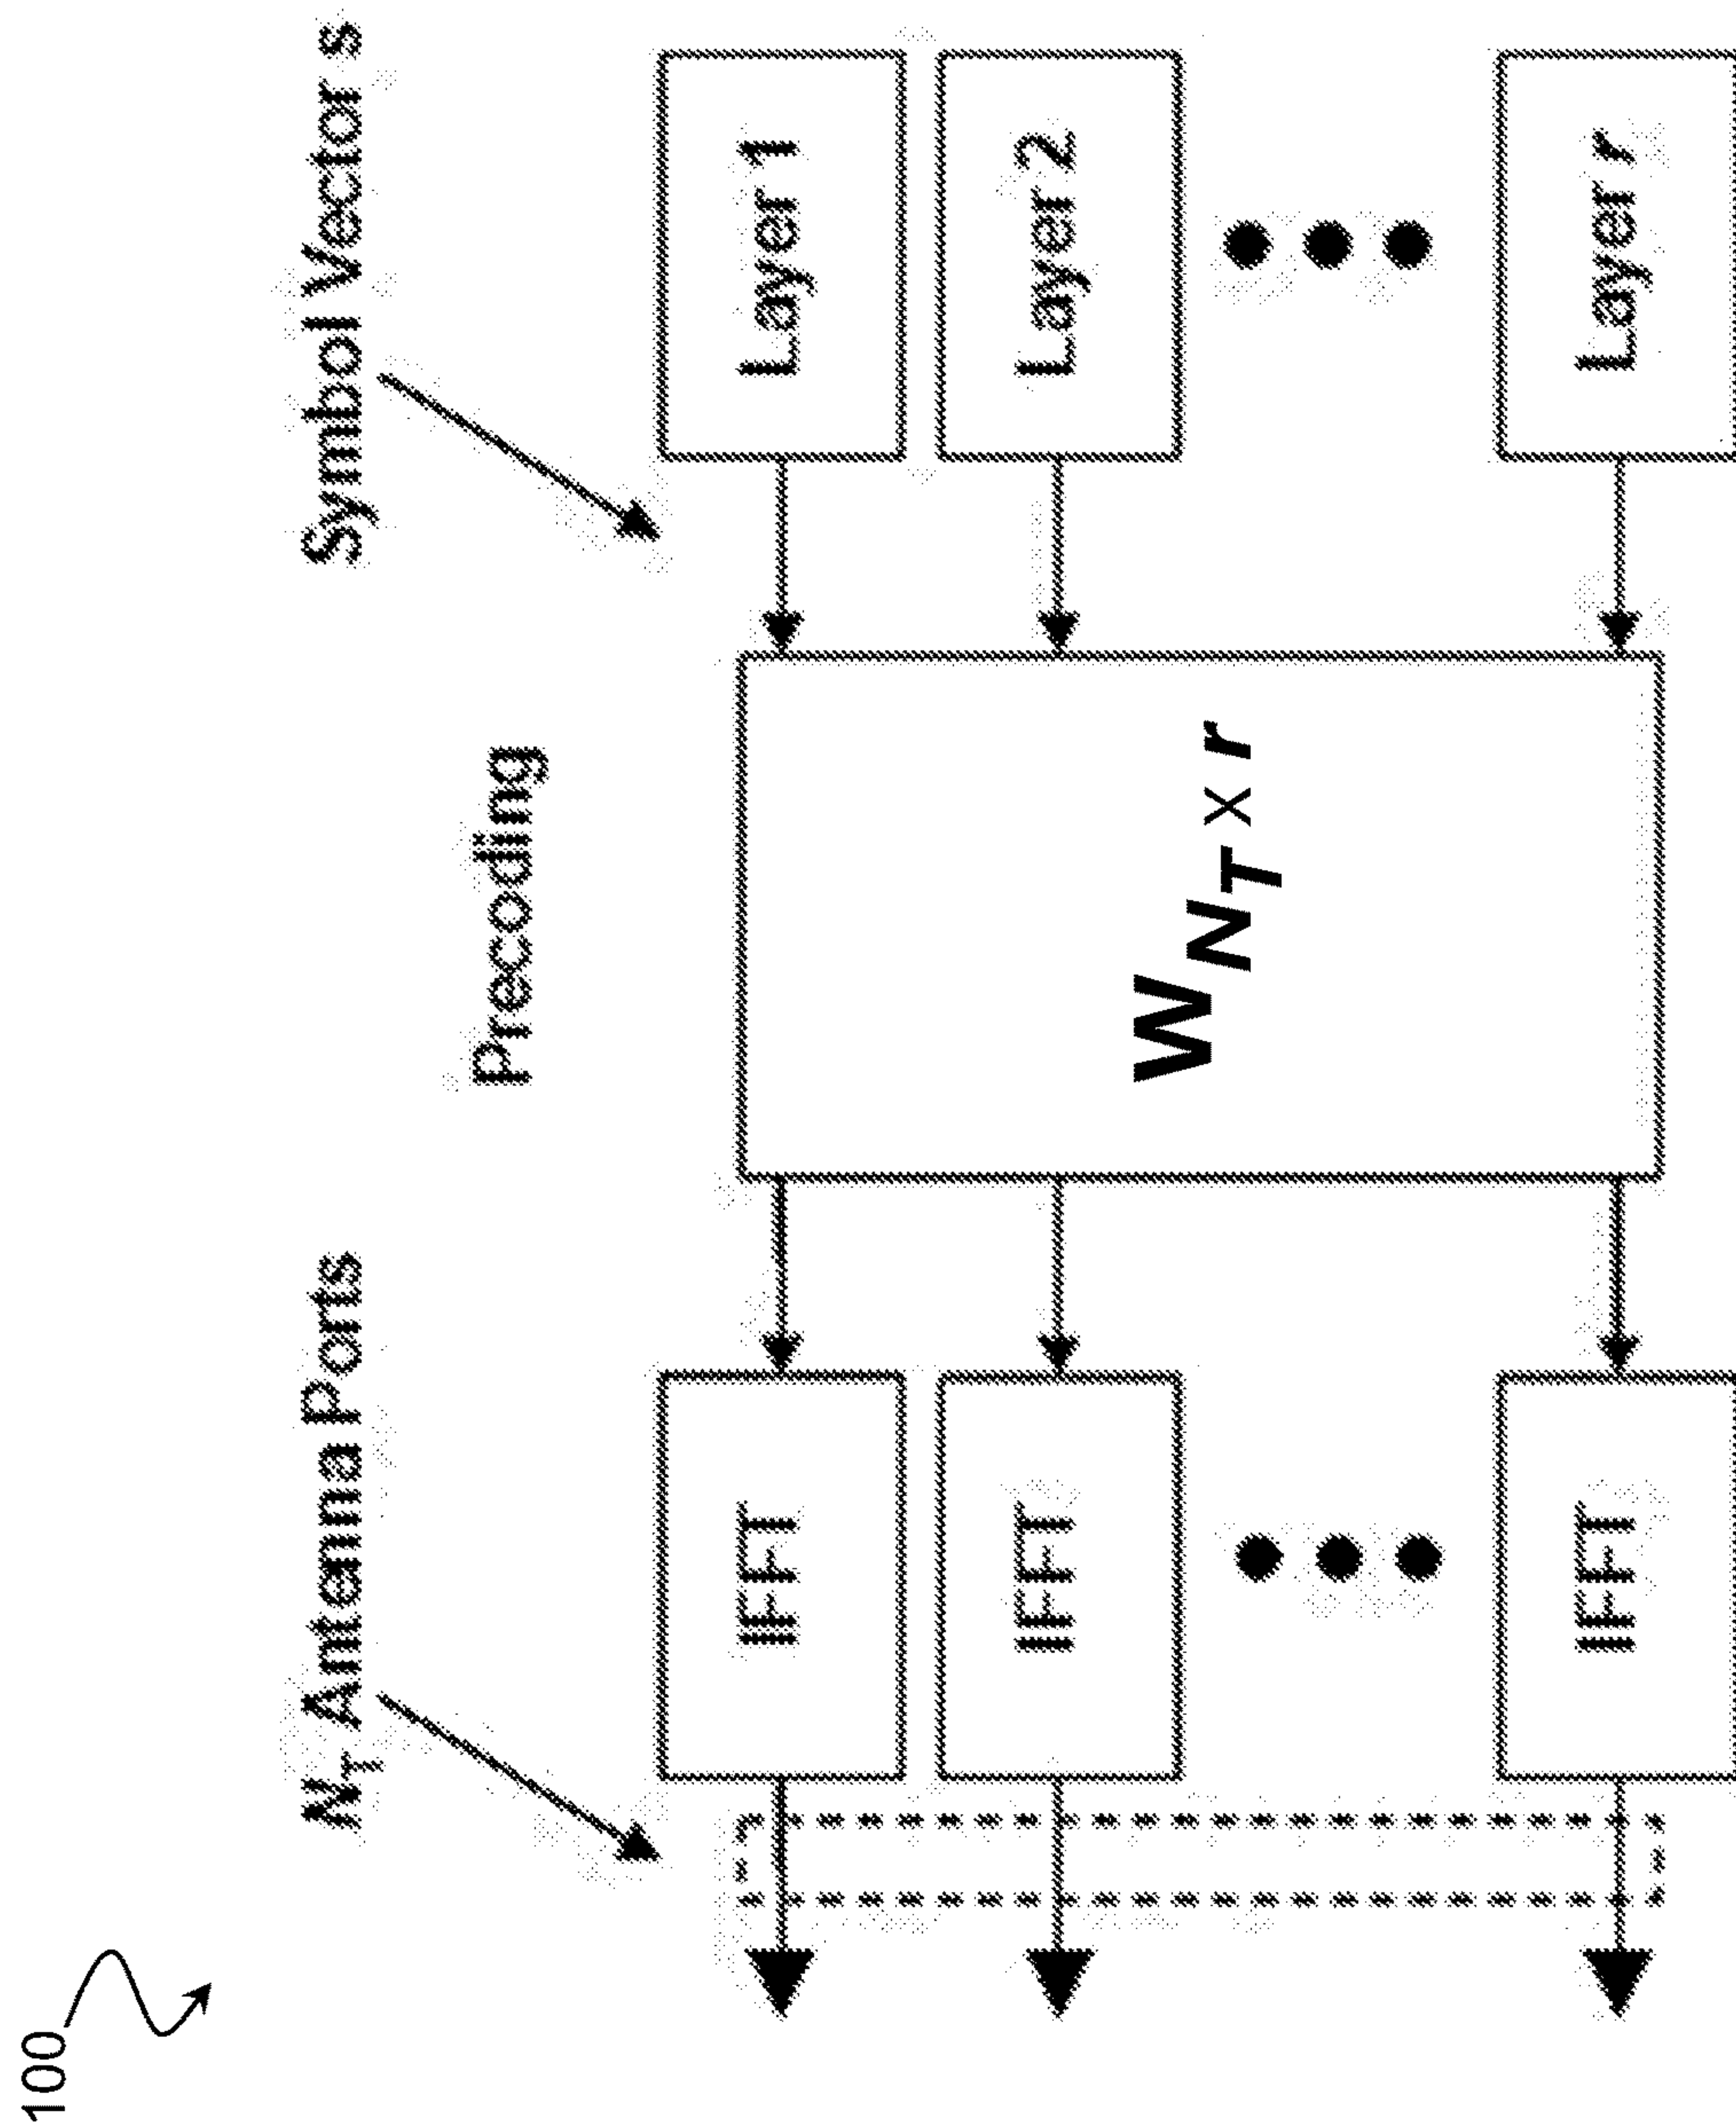 100
N_T Antenna Ports
Precoding
Symbol Vector s
IFFT
IFFT
IFFT
W_{N_T × r}
Layer 1
Layer 2
Layer r